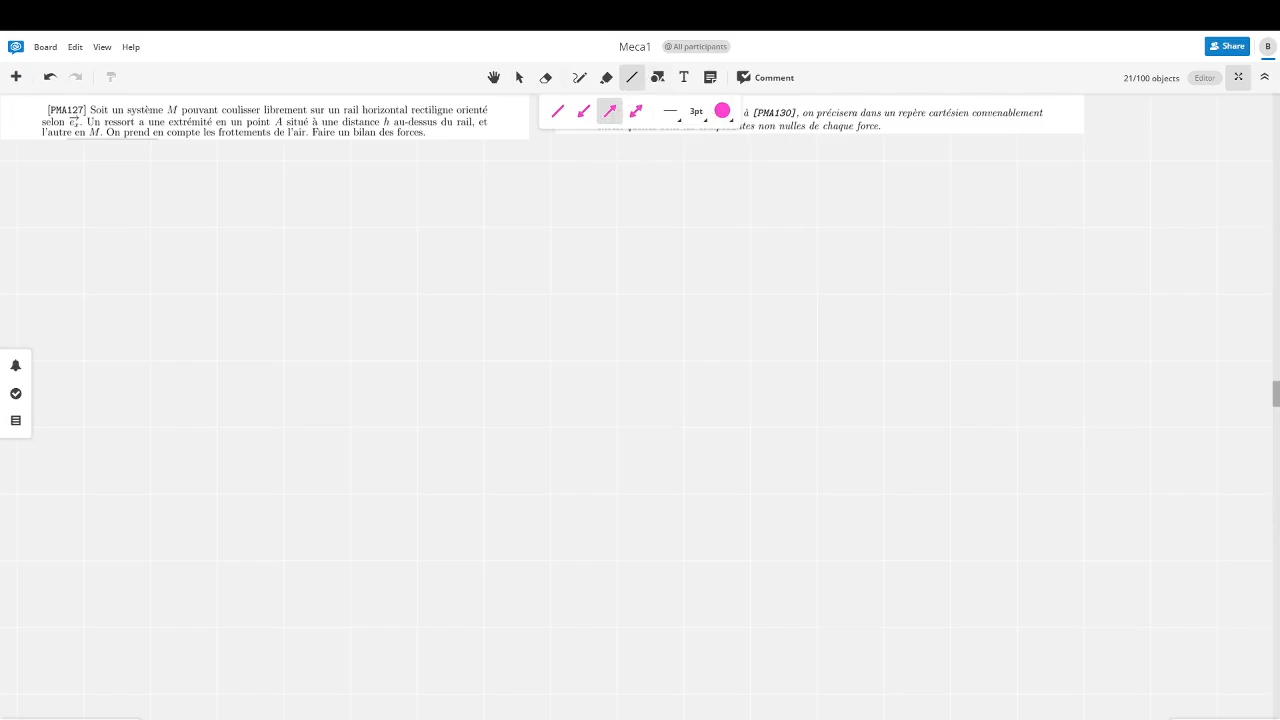 Board Edit View Help
Meca1
@ All participants
Share
B
T
Comment
21/100 objects
Editor
3pt
[PMA127] Soit un système M pouvant coulisser librement sur un rail horizontal rectiligne orienté
selon e⃗x. Un ressort a une extrémité en un point A situé à une distance h au-dessus du rail, et
l'autre en M. On prend en compte les frottements de l'air. Faire un bilan des forces.
à [PMA130], on précisera dans un repère cartésien convenablement
non nulles de chaque force.